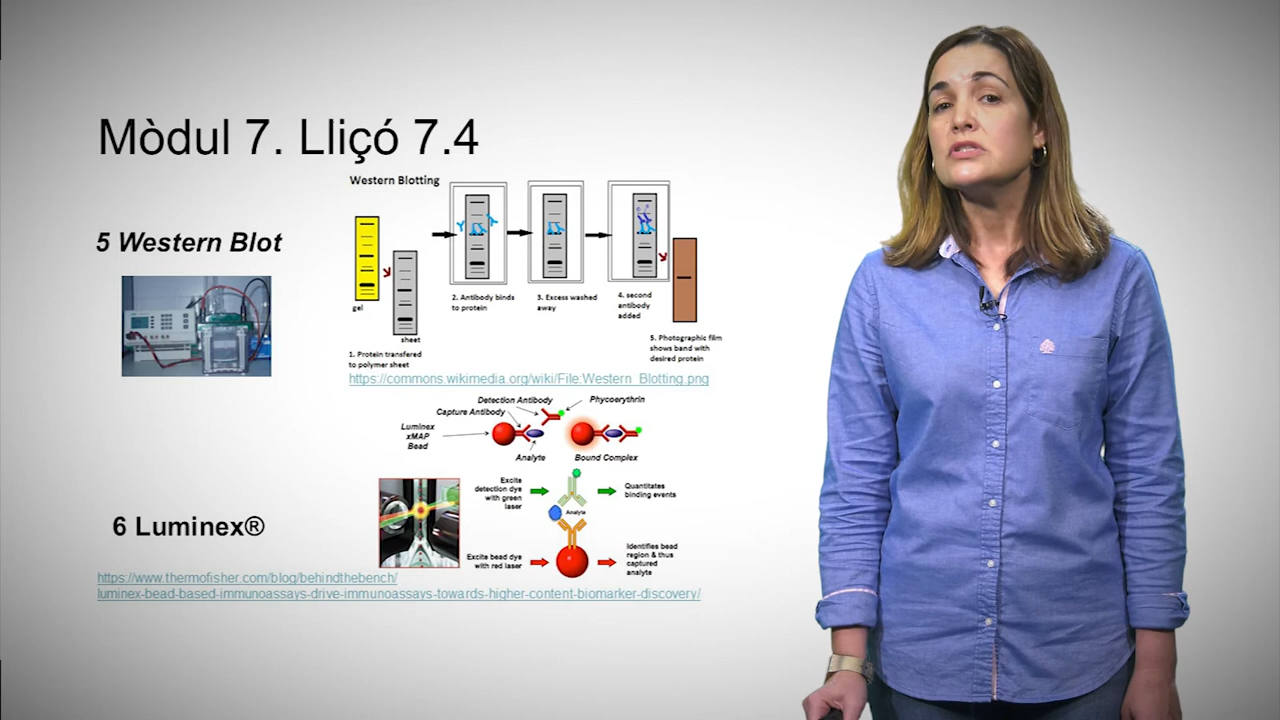 Mòdul 7. Lliçó 7.4
Western Blotting
5 Western Blot
gel
sheet
1. Protein transfered
to polymer sheet
2. Antibody binds
to protein
3. Excess washed
away
4. second
antibody
added
5. Photographic film
shows band with
desired protein
https://commons.wikimedia.org/wiki/File:Western_Blotting.png
Detection Antibody
Phycoerythrin
Capture Antibody
Luminex
xMAP
Bead
Analyte
Bound Complex
Excite
detection dye
with green
laser
Quantitates
binding events
Analyte
6 Luminex®
Excite bead dye
with red laser
Identifies bead
region & thus
captured
analyte
https://www.thermofisher.com/blog/behindthebench/
luminex-bead-based-immunoassays-drive-immunoassays-towards-higher-content-biomarker-discovery/